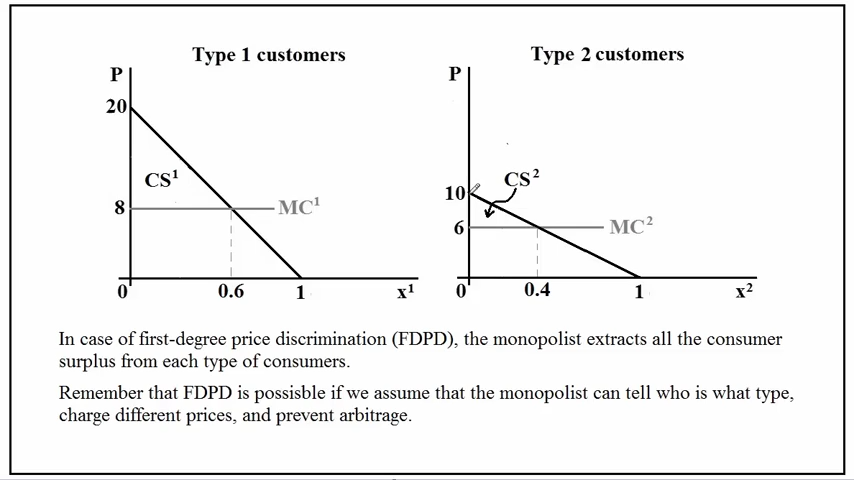 Type 1 customers
P
20
CS¹
8
MC¹
0
0.6
1
x¹
Type 2 customers
P
10
CS²
6
MC²
0
0.4
1
x²
In case of first-degree price discrimination (FDPD), the monopolist extracts all the consumer
surplus from each type of consumers.
Remember that FDPD is possisble if we assume that the monopolist can tell who is what type,
charge different prices, and prevent arbitrage.